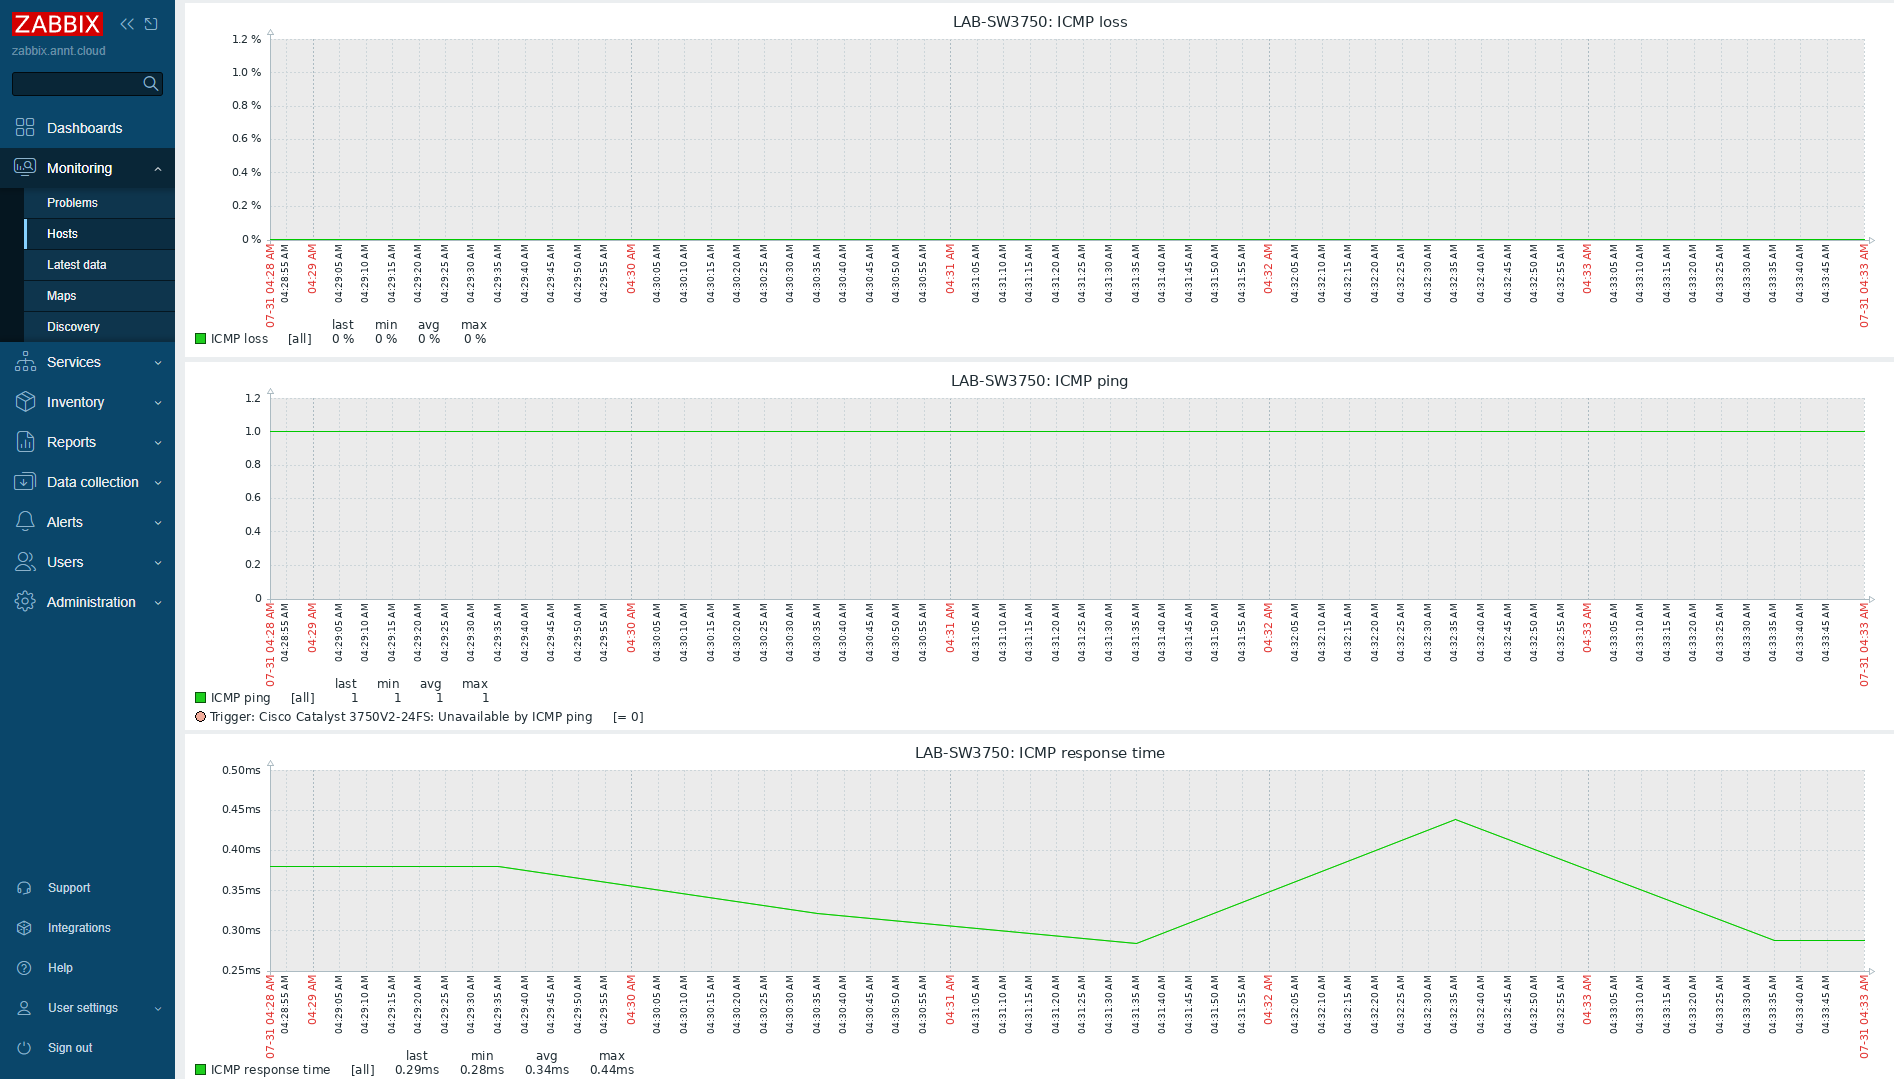 ZABBIX
zabbix.annt.cloud
Dashboards
Monitoring
Problems
Hosts
Latest data
Maps
Discovery
Services
Inventory
Reports
Data collection
Alerts
Users
Administration
Support
Integrations
Help
User settings
Sign out
LAB-SW3750: ICMP loss
1.2 %
1.0 %
0.8 %
0.6 %
0.4 %
0.2 %
0 %
07-31 04:28 AM 04:28:55 AM 04:29 AM 04:29:05 AM 04:29:10 AM 04:29:15 AM 04:29:20 AM 04:29:25 AM 04:29:30 AM 04:29:35 AM 04:29:40 AM 04:29:45 AM 04:29:50 AM 04:29:55 AM 04:30 AM 04:30:05 AM 04:30:10 AM 04:30:15 AM 04:30:20 AM 04:30:25 AM 04:30:30 AM 04:30:35 AM 04:30:40 AM 04:30:45 AM 04:30:50 AM 04:30:55 AM 04:31 AM 04:31:05 AM 04:31:10 AM 04:31:15 AM 04:31:20 AM 04:31:25 AM 04:31:30 AM 04:31:35 AM 04:31:40 AM 04:31:45 AM 04:31:50 AM 04:31:55 AM 04:32 AM 04:32:05 AM 04:32:10 AM 04:32:15 AM 04:32:20 AM 04:32:25 AM 04:32:30 AM 04:32:35 AM 04:32:40 AM 04:32:45 AM 04:32:50 AM 04:32:55 AM 04:33 AM 04:33:05 AM 04:33:10 AM 04:33:15 AM 04:33:20 AM 04:33:25 AM 04:33:30 AM 04:33:35 AM 04:33:40 AM 04:33:45 AM 07-31 04:33 AM
last min avg max
ICMP loss [all] 0 % 0 % 0 % 0 %
LAB-SW3750: ICMP ping
1.2
1.0
0.8
0.6
0.4
0.2
0
07-31 04:28 AM 04:28:55 AM 04:29 AM 04:29:05 AM 04:29:10 AM 04:29:15 AM 04:29:20 AM 04:29:25 AM 04:29:30 AM 04:29:35 AM 04:29:40 AM 04:29:45 AM 04:29:50 AM 04:29:55 AM 04:30 AM 04:30:05 AM 04:30:10 AM 04:30:15 AM 04:30:20 AM 04:30:25 AM 04:30:30 AM 04:30:35 AM 04:30:40 AM 04:30:45 AM 04:30:50 AM 04:30:55 AM 04:31 AM 04:31:05 AM 04:31:10 AM 04:31:15 AM 04:31:20 AM 04:31:25 AM 04:31:30 AM 04:31:35 AM 04:31:40 AM 04:31:45 AM 04:31:50 AM 04:31:55 AM 04:32 AM 04:32:05 AM 04:32:10 AM 04:32:15 AM 04:32:20 AM 04:32:25 AM 04:32:30 AM 04:32:35 AM 04:32:40 AM 04:32:45 AM 04:32:50 AM 04:32:55 AM 04:33 AM 04:33:05 AM 04:33:10 AM 04:33:15 AM 04:33:20 AM 04:33:25 AM 04:33:30 AM 04:33:35 AM 04:33:40 AM 04:33:45 AM 07-31 04:33 AM
last min avg max
ICMP ping [all] 1 1 1 1
Trigger: Cisco Catalyst 3750V2-24FS: Unavailable by ICMP ping [= 0]
LAB-SW3750: ICMP response time
0.50ms
0.45ms
0.40ms
0.35ms
0.30ms
0.25ms
07-31 04:28 AM 04:28:55 AM 04:29 AM 04:29:05 AM 04:29:10 AM 04:29:15 AM 04:29:20 AM 04:29:25 AM 04:29:30 AM 04:29:35 AM 04:29:40 AM 04:29:45 AM 04:29:50 AM 04:29:55 AM 04:30 AM 04:30:05 AM 04:30:10 AM 04:30:15 AM 04:30:20 AM 04:30:25 AM 04:30:30 AM 04:30:35 AM 04:30:40 AM 04:30:45 AM 04:30:50 AM 04:30:55 AM 04:31 AM 04:31:05 AM 04:31:10 AM 04:31:15 AM 04:31:20 AM 04:31:25 AM 04:31:30 AM 04:31:35 AM 04:31:40 AM 04:31:45 AM 04:31:50 AM 04:31:55 AM 04:32 AM 04:32:05 AM 04:32:10 AM 04:32:15 AM 04:32:20 AM 04:32:25 AM 04:32:30 AM 04:32:35 AM 04:32:40 AM 04:32:45 AM 04:32:50 AM 04:32:55 AM 04:33 AM 04:33:05 AM 04:33:10 AM 04:33:15 AM 04:33:20 AM 04:33:25 AM 04:33:30 AM 04:33:35 AM 04:33:40 AM 04:33:45 AM 07-31 04:33 AM
last min avg max
ICMP response time [all] 0.29ms 0.28ms 0.34ms 0.44ms